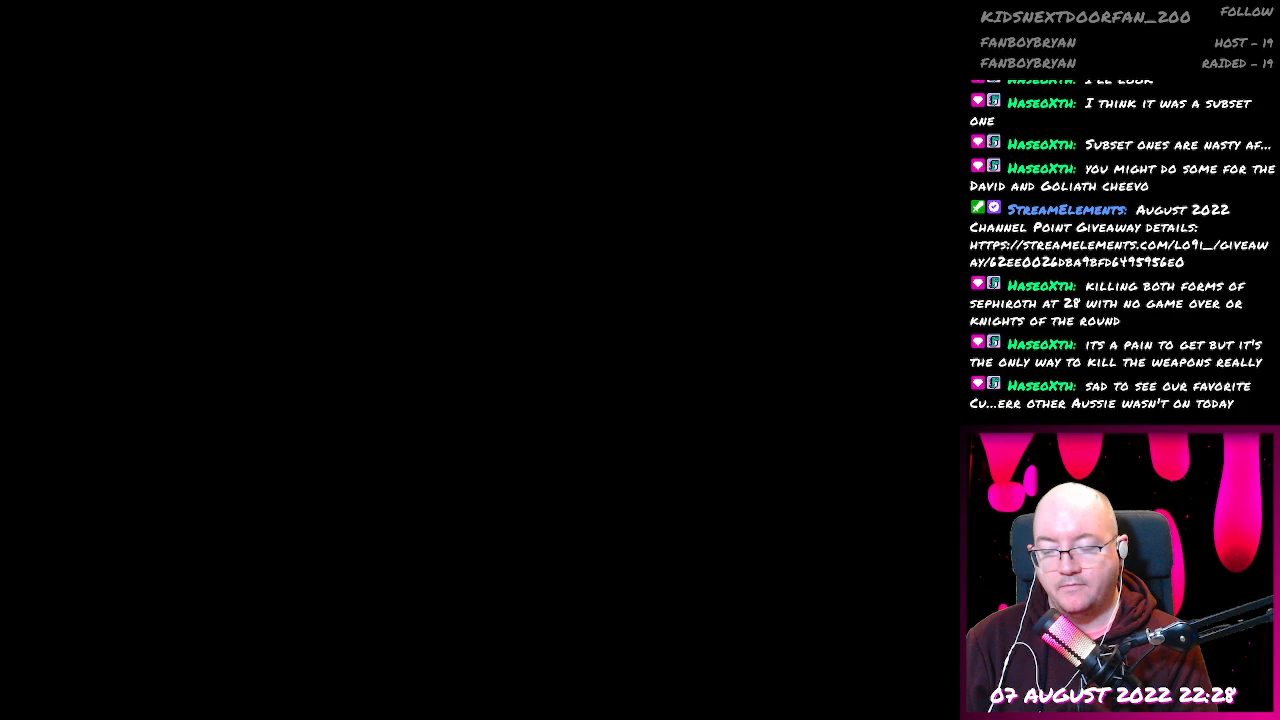 KIDSNEXTDOORFAN_200 FOLLOW
FANBOYBRYAN HOST - 19
FANBOYBRYAN RAIDED - 19
HaseoXth: I'll look
HaseoXth: I think it was a subset
one
HaseoXth: Subset ones are nasty af...
HaseoXth: you might do some for the
David and Goliath cheevo
StreamElements: August 2022
Channel Point Giveaway details:
https://streamelements.com/lo9i_/giveaw
ay/62ee0026dba9bfd6495956e0
HaseoXth: killing both forms of
sephiroth at 28 with no game over or
knights of the round
HaseoXth: its a pain to get but it's
the only way to kill the weapons really
HaseoXth: sad to see our favorite
Cu...err other Aussie wasn't on today
07 AUGUST 2022 22:28